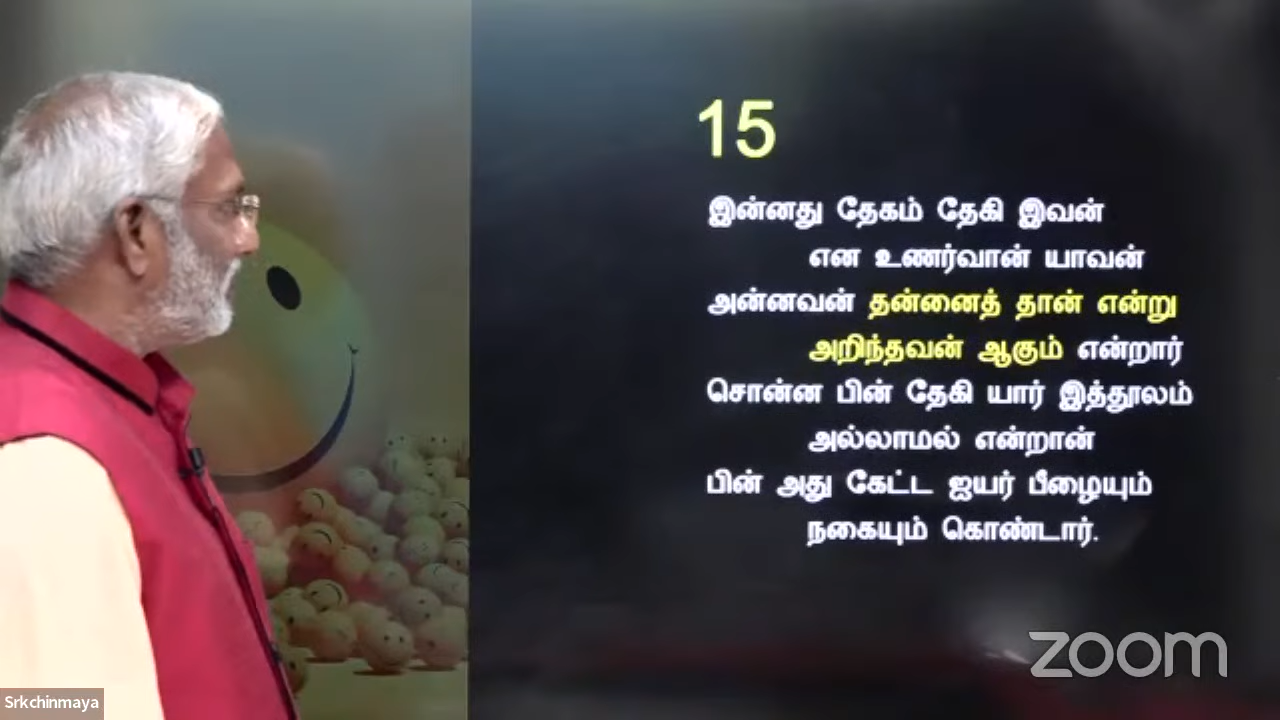 15
இன்னது தேகம் தேகி இவன்
என உணர்வான் யாவன்
அன்னவன் தன்னைத் தான் என்று
அறிந்தவன் ஆகும் என்றார்
சொன்ன பின் தேகி யார் இத்தூலம்
அல்லாமல் என்றான்
பின் அது கேட்ட ஐயர் பீழையும்
நகையும் கொண்டார்.
zoom
Srkchinmaya